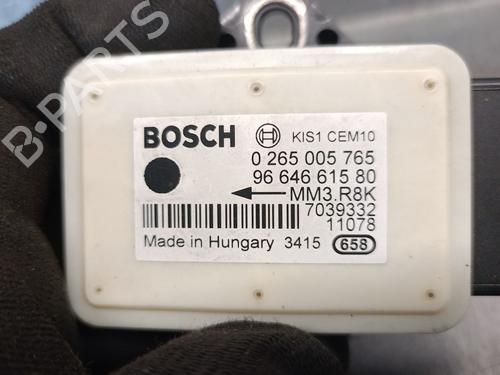 B-PARTS
BOSCH KIS1 CEM10
0 265 005 765
96 646 615 80
MM3.R8K
7039332
11078
Made in Hungary 3415 658